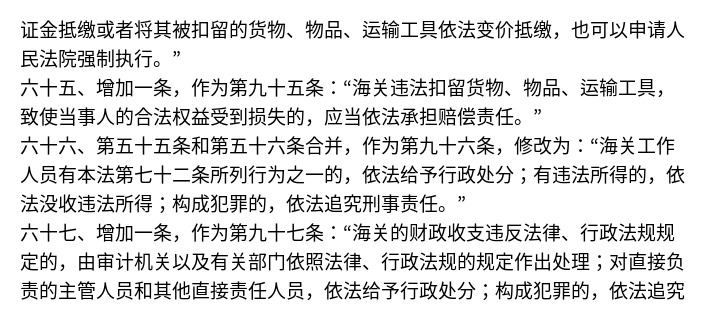 证金抵缴或者将其被扣留的货物、物品、运输工具依法变价抵缴，也可以申请人
民法院强制执行。”
六十五、增加一条，作为第九十五条：“海关违法扣留货物、物品、运输工具，
致使当事人的合法权益受到损失的，应当依法承担赔偿责任。”
六十六、第五十五条和第五十六条合并，作为第九十六条，修改为：“海关工作
人员有本法第七十二条所列行为之一的，依法给予行政处分；有违法所得的，依
法没收违法所得；构成犯罪的，依法追究刑事责任。”
六十七、增加一条，作为第九十七条：“海关的财政收支违反法律、行政法规规
定的，由审计机关以及有关部门依照法律、行政法规的规定作出处理；对直接负
责的主管人员和其他直接责任人员，依法给予行政处分；构成犯罪的，依法追究